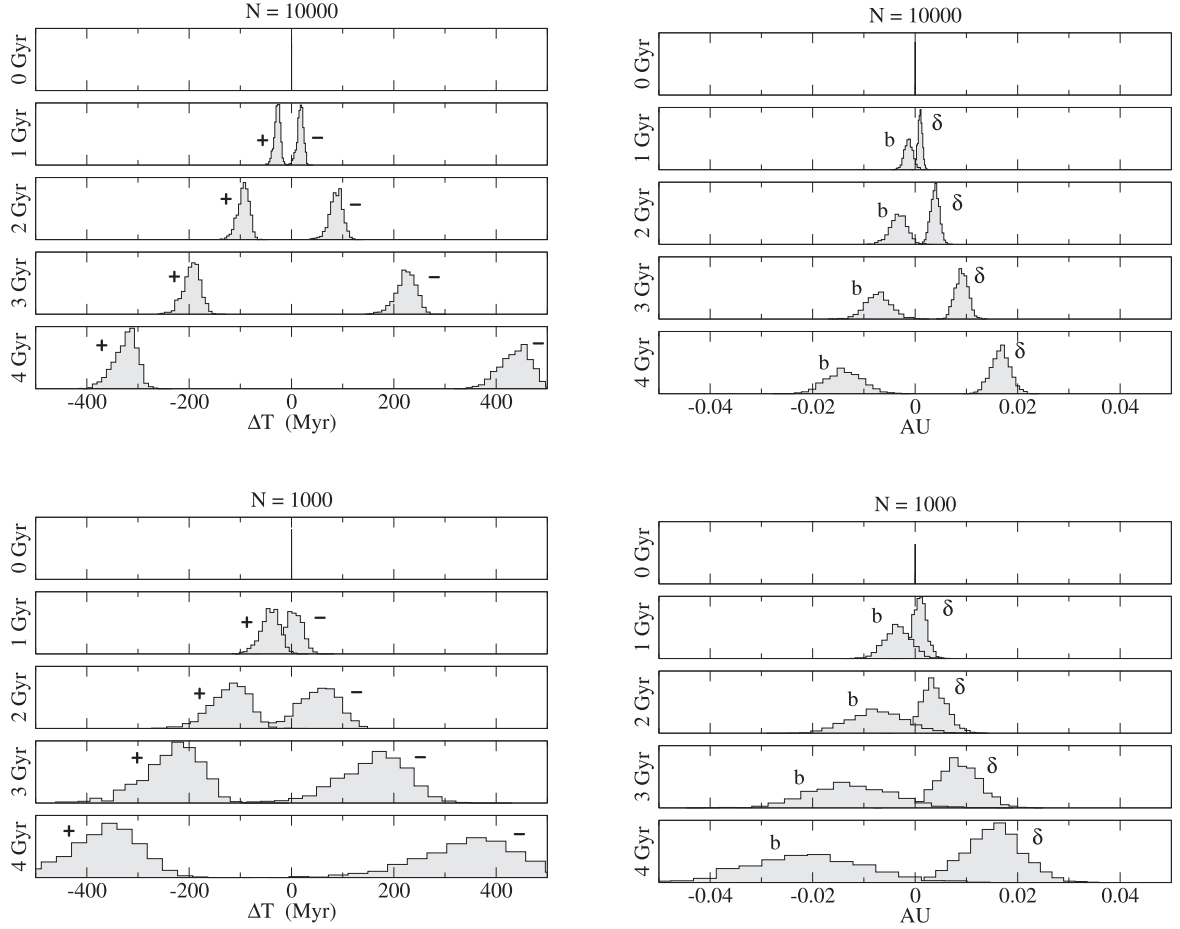 N = 10000
0 Gyr
1 Gyr
+ −
2 Gyr
+ −
3 Gyr
+ −
4 Gyr
+ −
-400 -200 0 200 400
ΔT (Myr)
N = 10000
0 Gyr
1 Gyr
b δ
2 Gyr
b δ
3 Gyr
b δ
4 Gyr
b δ
-0.04 -0.02 0 0.02 0.04
AU
N = 1000
0 Gyr
1 Gyr
+ −
2 Gyr
+ −
3 Gyr
+ −
4 Gyr
+ −
-400 -200 0 200 400
ΔT (Myr)
N = 1000
0 Gyr
1 Gyr
b δ
2 Gyr
b δ
3 Gyr
b δ
4 Gyr
b δ
-0.04 -0.02 0 0.02 0.04
AU